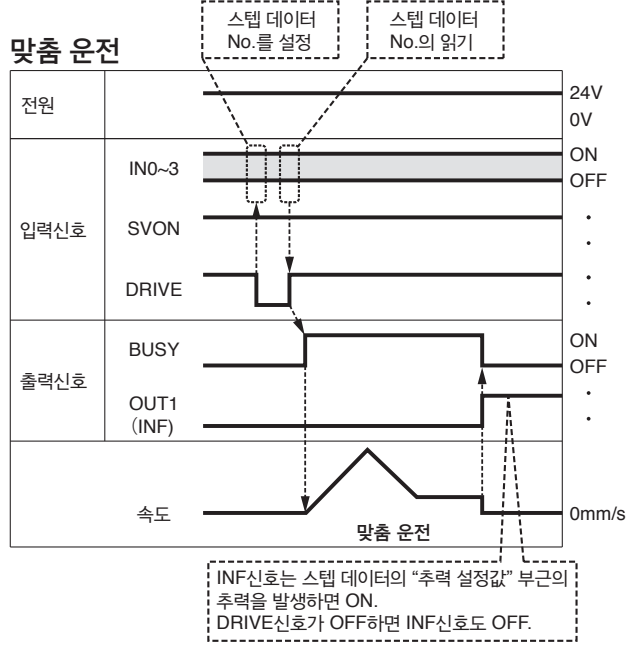 스텝 데이터
No.를 설정
스텝 데이터
No.의 읽기
맞춤 운전
전원
24V
0V
입력신호
IN0~3
ON
OFF
SVON
DRIVE
출력신호
BUSY
ON
OFF
OUT1
(INF)
속도
0mm/s
맞춤 운전
INF신호는 스텝 데이터의 “추력 설정값” 부근의
추력을 발생하면 ON.
DRIVE신호가 OFF하면 INF신호도 OFF.